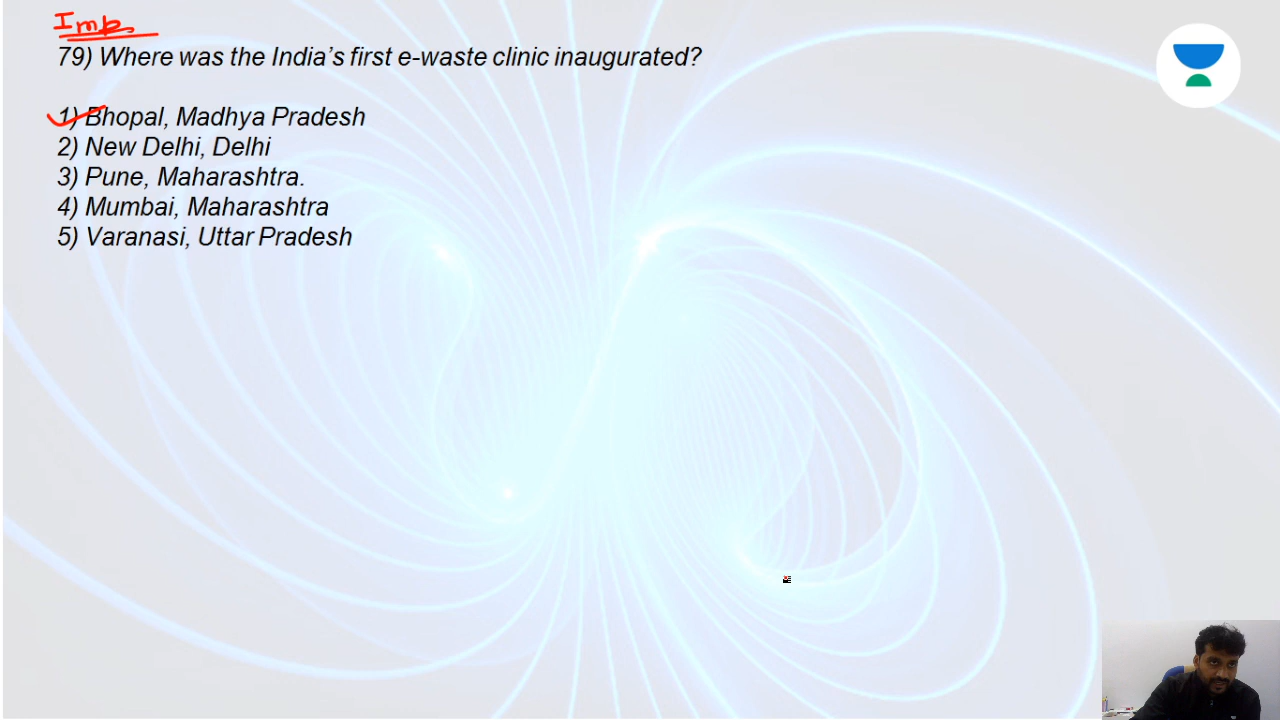 Imp.
79) Where was the India's first e-waste clinic inaugurated?
1) Bhopal, Madhya Pradesh
2) New Delhi, Delhi
3) Pune, Maharashtra.
4) Mumbai, Maharashtra
5) Varanasi, Uttar Pradesh